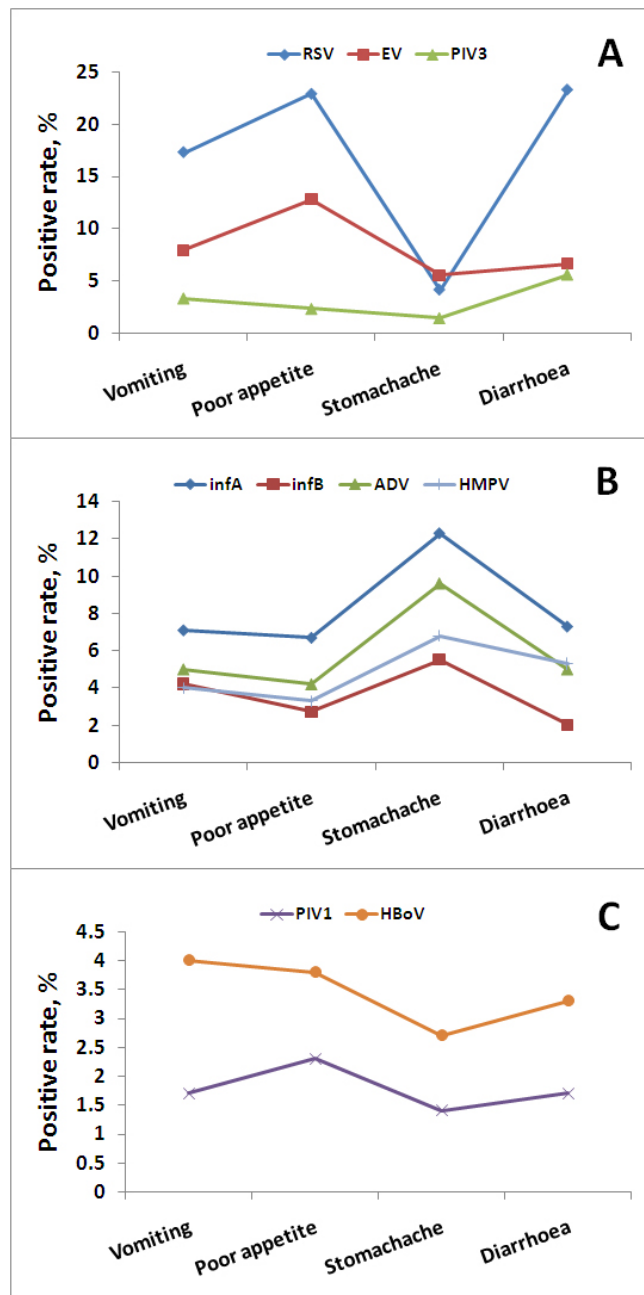 A
RSV EV PIV3
Positive rate, %
25
20
15
10
5
0
Vomiting
Poor appetite
Stomachache
Diarrhoea
B
infA infB ADV HMPV
Positive rate, %
14
12
10
8
6
4
2
0
Vomiting
Poor appetite
Stomachache
Diarrhoea
C
PIV1 HBoV
Positive rate, %
4.5
4
3.5
3
2.5
2
1.5
1
0.5
0
Vomiting
Poor appetite
Stomachache
Diarrhoea